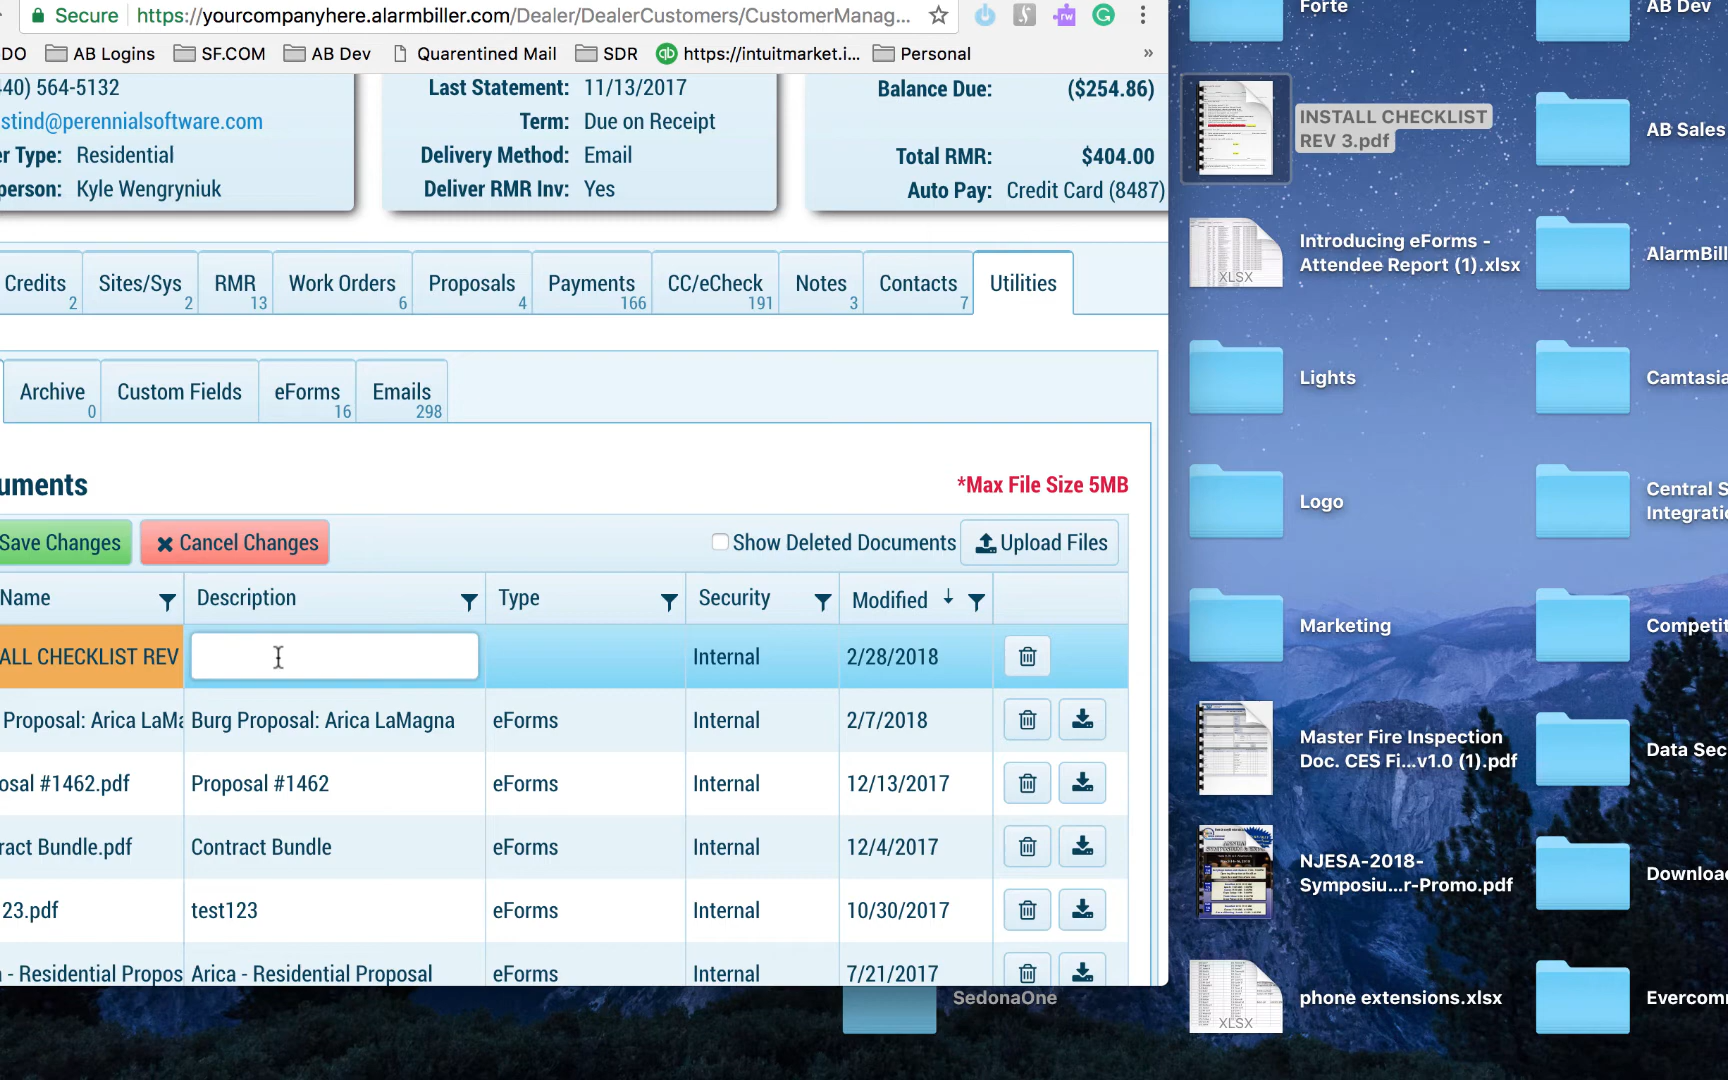 Secure https://yourcompanyhere.alarmbiller.com/Dealer/DealerCustomers/CustomerManag...
DO AB Logins SF.COM AB Dev Quarentined Mail SDR https://intuitmarket.i... Personal »
40) 564-5132
stind@perennialsoftware.com
er Type: Residential
person: Kyle Wengryniuk
Last Statement: 11/13/2017
Term: Due on Receipt
Delivery Method: Email
Deliver RMR Inv: Yes
Balance Due: ($254.86)
Total RMR: $404.00
Auto Pay: Credit Card (8487)
Credits 2
Sites/Sys 2
RMR 13
Work Orders 6
Proposals 4
Payments 166
CC/eCheck 191
Notes 3
Contacts 7
Utilities
Archive 0
Custom Fields
eForms 16
Emails 298
uments
*Max File Size 5MB
Save Changes Cancel Changes Show Deleted Documents Upload Files
Name Description Type Security Modified
ALL CHECKLIST REV Internal 2/28/2018
Proposal: Arica LaMa Burg Proposal: Arica LaMagna eForms Internal 2/7/2018
osal #1462.pdf Proposal #1462 eForms Internal 12/13/2017
ract Bundle.pdf Contract Bundle eForms Internal 12/4/2017
23.pdf test123 eForms Internal 10/30/2017
- Residential Propos Arica - Residential Proposal eForms Internal 7/21/2017
SedonaOne
Forte
INSTALL CHECKLIST
REV 3.pdf
XLSX
Introducing eForms -
Attendee Report (1).xlsx
Lights
Logo
Marketing
Master Fire Inspection
Doc. CES Fi...v1.0 (1).pdf
NJESA-2018-
Symposiu...r-Promo.pdf
XLSX
phone extensions.xlsx
AB Dev
AB Sales
AlarmBill
Camtasia
Central S
Integratio
Competit
Data Sec
Download
Evercomm